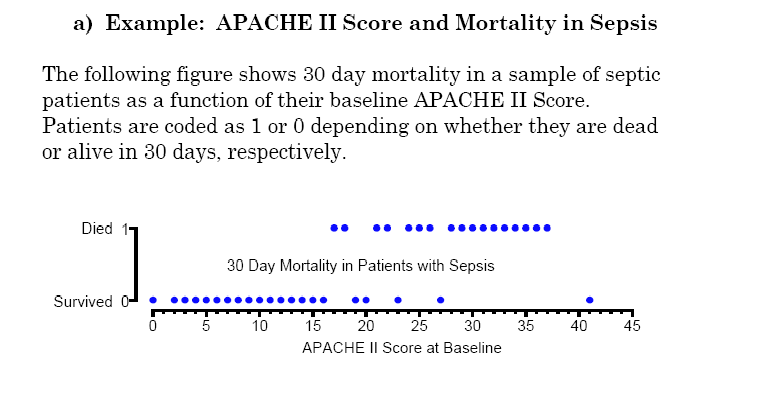 a) Example: APACHE II Score and Mortality in Sepsis
The following figure shows 30 day mortality in a sample of septic
patients as a function of their baseline APACHE II Score.
Patients are coded as 1 or 0 depending on whether they are dead
or alive in 30 days, respectively.
Died 1
30 Day Mortality in Patients with Sepsis
Survived 0
0 5 10 15 20 25 30 35 40 45
APACHE II Score at Baseline